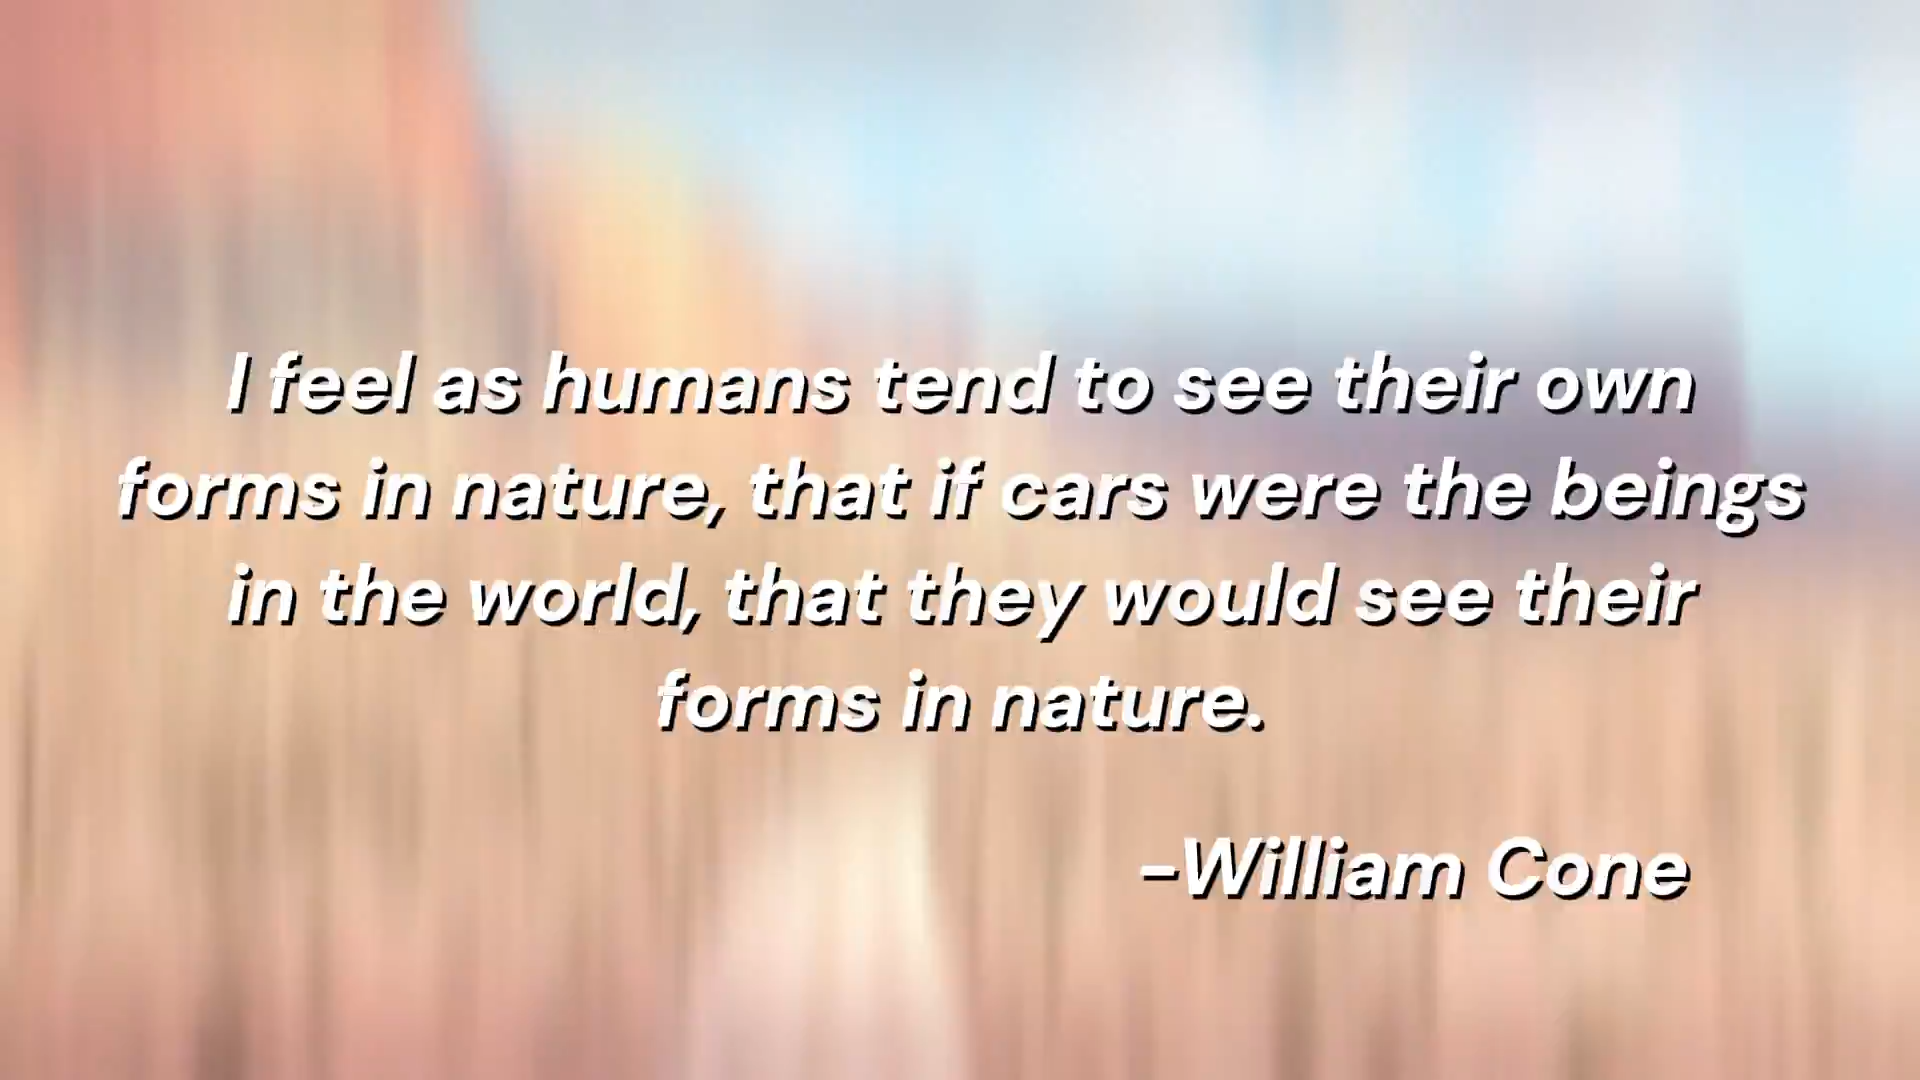 I feel as humans tend to see their own
forms in nature, that if cars were the beings
in the world, that they would see their
forms in nature.
-William Cone